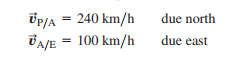 v⃗P/A = 240 km/h due north
v⃗A/E = 100 km/h due east